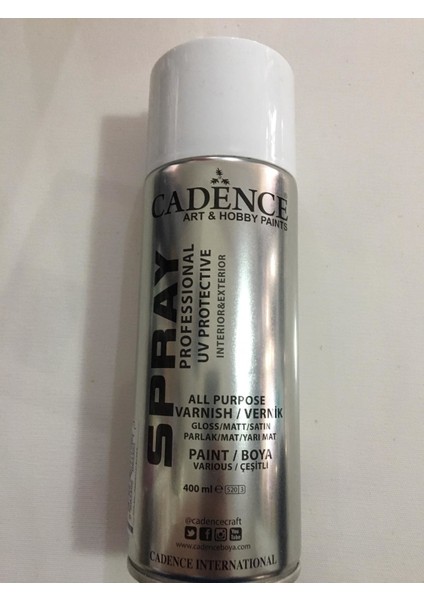 CADENCE
ART & HOBBY PAINTS
SPRAY
PROFESSIONAL
UV PROTECTIVE
INTERIOR&EXTERIOR
ALL PURPOSE
VARNISH / VERNİK
GLOSS/MATT/SATIN
PARLAK/MAT/YARI MAT
PAINT / BOYA
VARIOUS / ÇEŞİTLİ
400 ml e 520
@cadencecraft
www.cadenceboya.com
CADENCE INTERNATIONAL